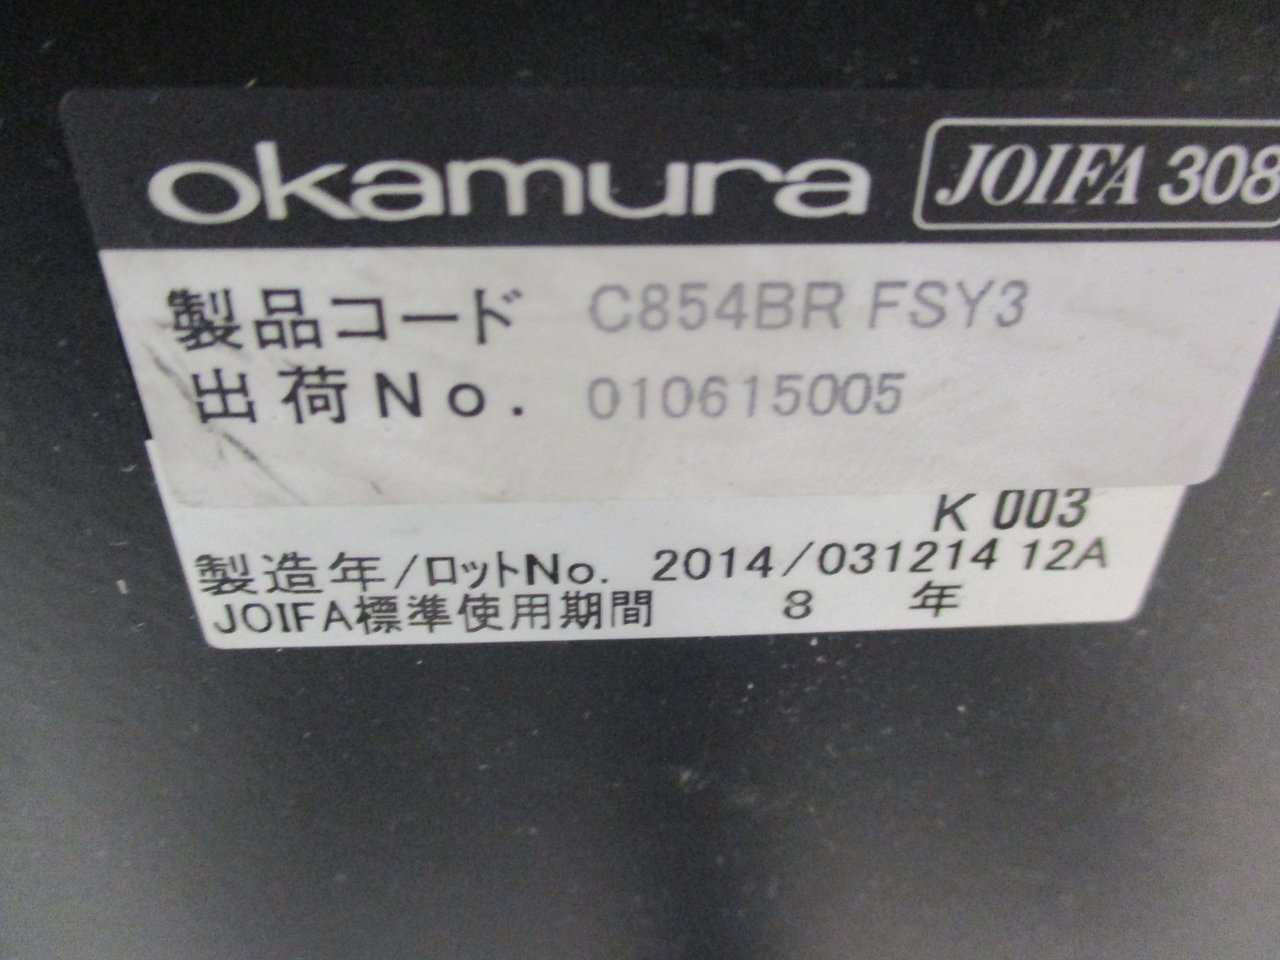 okamura JOIFA 308
製品コード C854BR FSY3
出荷No. 010615005
K 003
製造年/ロットNo. 2014/031214 12A
JOIFA標準使用期間 8 年